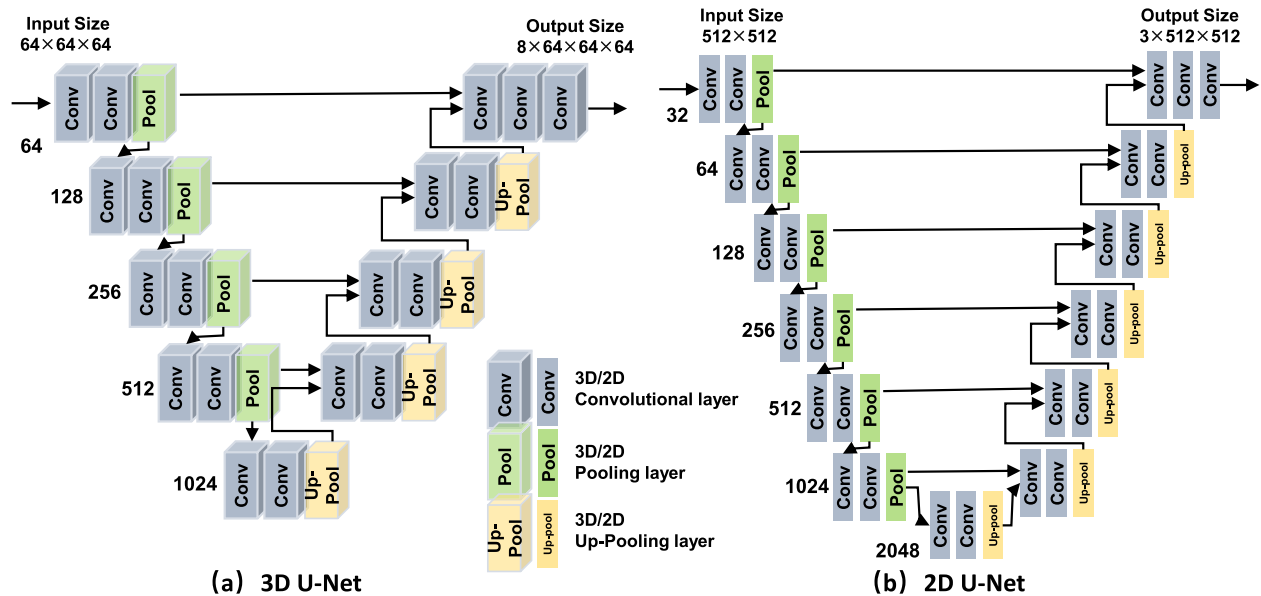 Input Size
64×64×64
Output Size
8×64×64×64
Conv Conv Pool
Conv Conv Conv
64
128
Conv Conv Pool
Conv Conv Up-Pool
256
Conv Conv Pool
Conv Conv Up-Pool
512
Conv Conv Pool
Conv Conv Up-Pool
1024
Conv Conv Up-Pool
Conv Conv
3D/2D
Convolutional layer
Pool Pool
3D/2D
Pooling layer
Up-Pool Up-pool
3D/2D
Up-Pooling layer
(a) 3D U-Net
Input Size
512×512
Output Size
3×512×512
32
Conv Conv Pool
Conv Conv Conv
64
Conv Conv Pool
Conv Conv Up-pool
128
Conv Conv Pool
Conv Conv Up-pool
256
Conv Conv Pool
Conv Conv Up-pool
512
Conv Conv Pool
Conv Conv Up-pool
1024
Conv Conv Pool
Conv Conv Up-pool
2048
Conv Conv Up-pool
(b) 2D U-Net